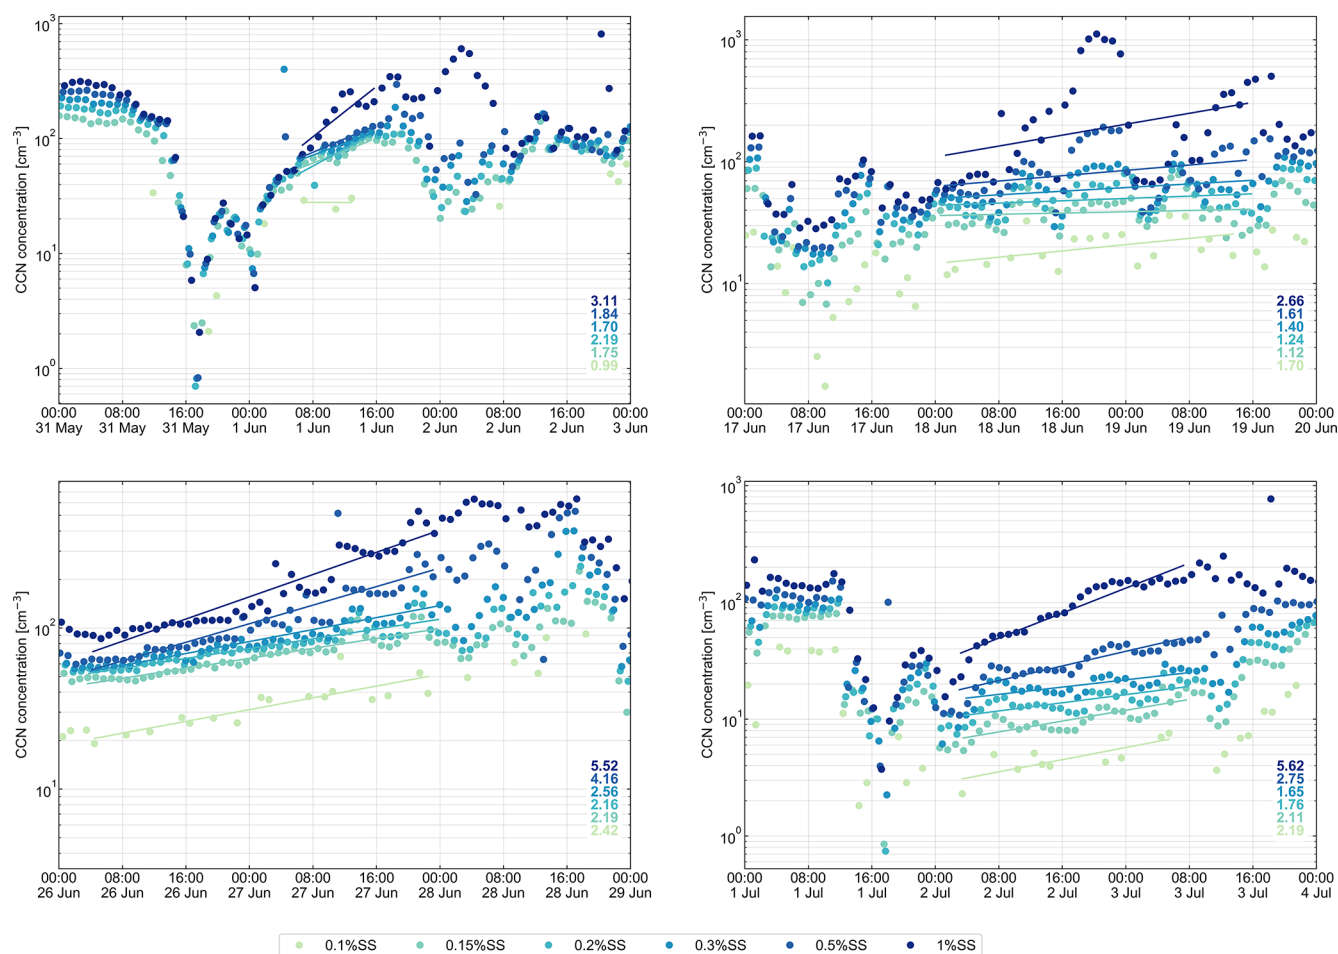 10³
10²
10¹
10⁰
CCN concentration [cm⁻³]
3.11
1.84
1.70
2.19
1.75
0.99
00:00 08:00 16:00 00:00 08:00 16:00 00:00 08:00 16:00 00:00
31 May 31 May 31 May 1 Jun 1 Jun 1 Jun 2 Jun 2 Jun 2 Jun 3 Jun
10³
10²
10¹
CCN concentration [cm⁻³]
2.66
1.61
1.40
1.24
1.12
1.70
00:00 08:00 16:00 00:00 08:00 16:00 00:00 08:00 16:00 00:00
17 Jun 17 Jun 17 Jun 18 Jun 18 Jun 18 Jun 19 Jun 19 Jun 19 Jun 20 Jun
10²
10¹
CCN concentration [cm⁻³]
5.52
4.16
2.56
2.16
2.19
2.42
00:00 08:00 16:00 00:00 08:00 16:00 00:00 08:00 16:00 00:00
26 Jun 26 Jun 26 Jun 27 Jun 27 Jun 27 Jun 28 Jun 28 Jun 28 Jun 29 Jun
10³
10²
10¹
10⁰
CCN concentration [cm⁻³]
5.62
2.75
1.65
1.76
2.11
2.19
00:00 08:00 16:00 00:00 08:00 16:00 00:00 08:00 16:00 00:00
1 Jul 1 Jul 1 Jul 2 Jul 2 Jul 2 Jul 3 Jul 3 Jul 3 Jul 4 Jul
0.1%SS 0.15%SS 0.2%SS 0.3%SS 0.5%SS 1%SS